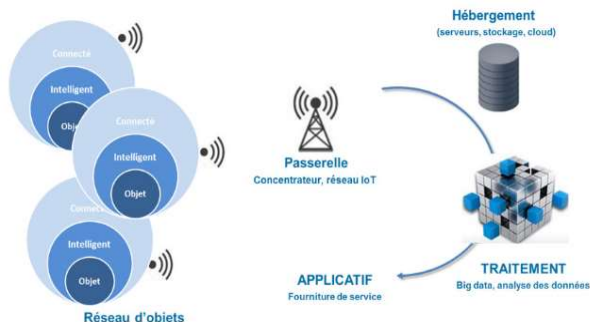 Connecté
Intelligent
Objet
Connecté
Intelligent
Objet
Connecté
Intelligent
Objet
Réseau d'objets
Passerelle
Concentrateur, réseau IoT
Hébergement
(serveurs, stockage, cloud)
TRAITEMENT
Big data, analyse des données
APPLICATIF
Fourniture de service